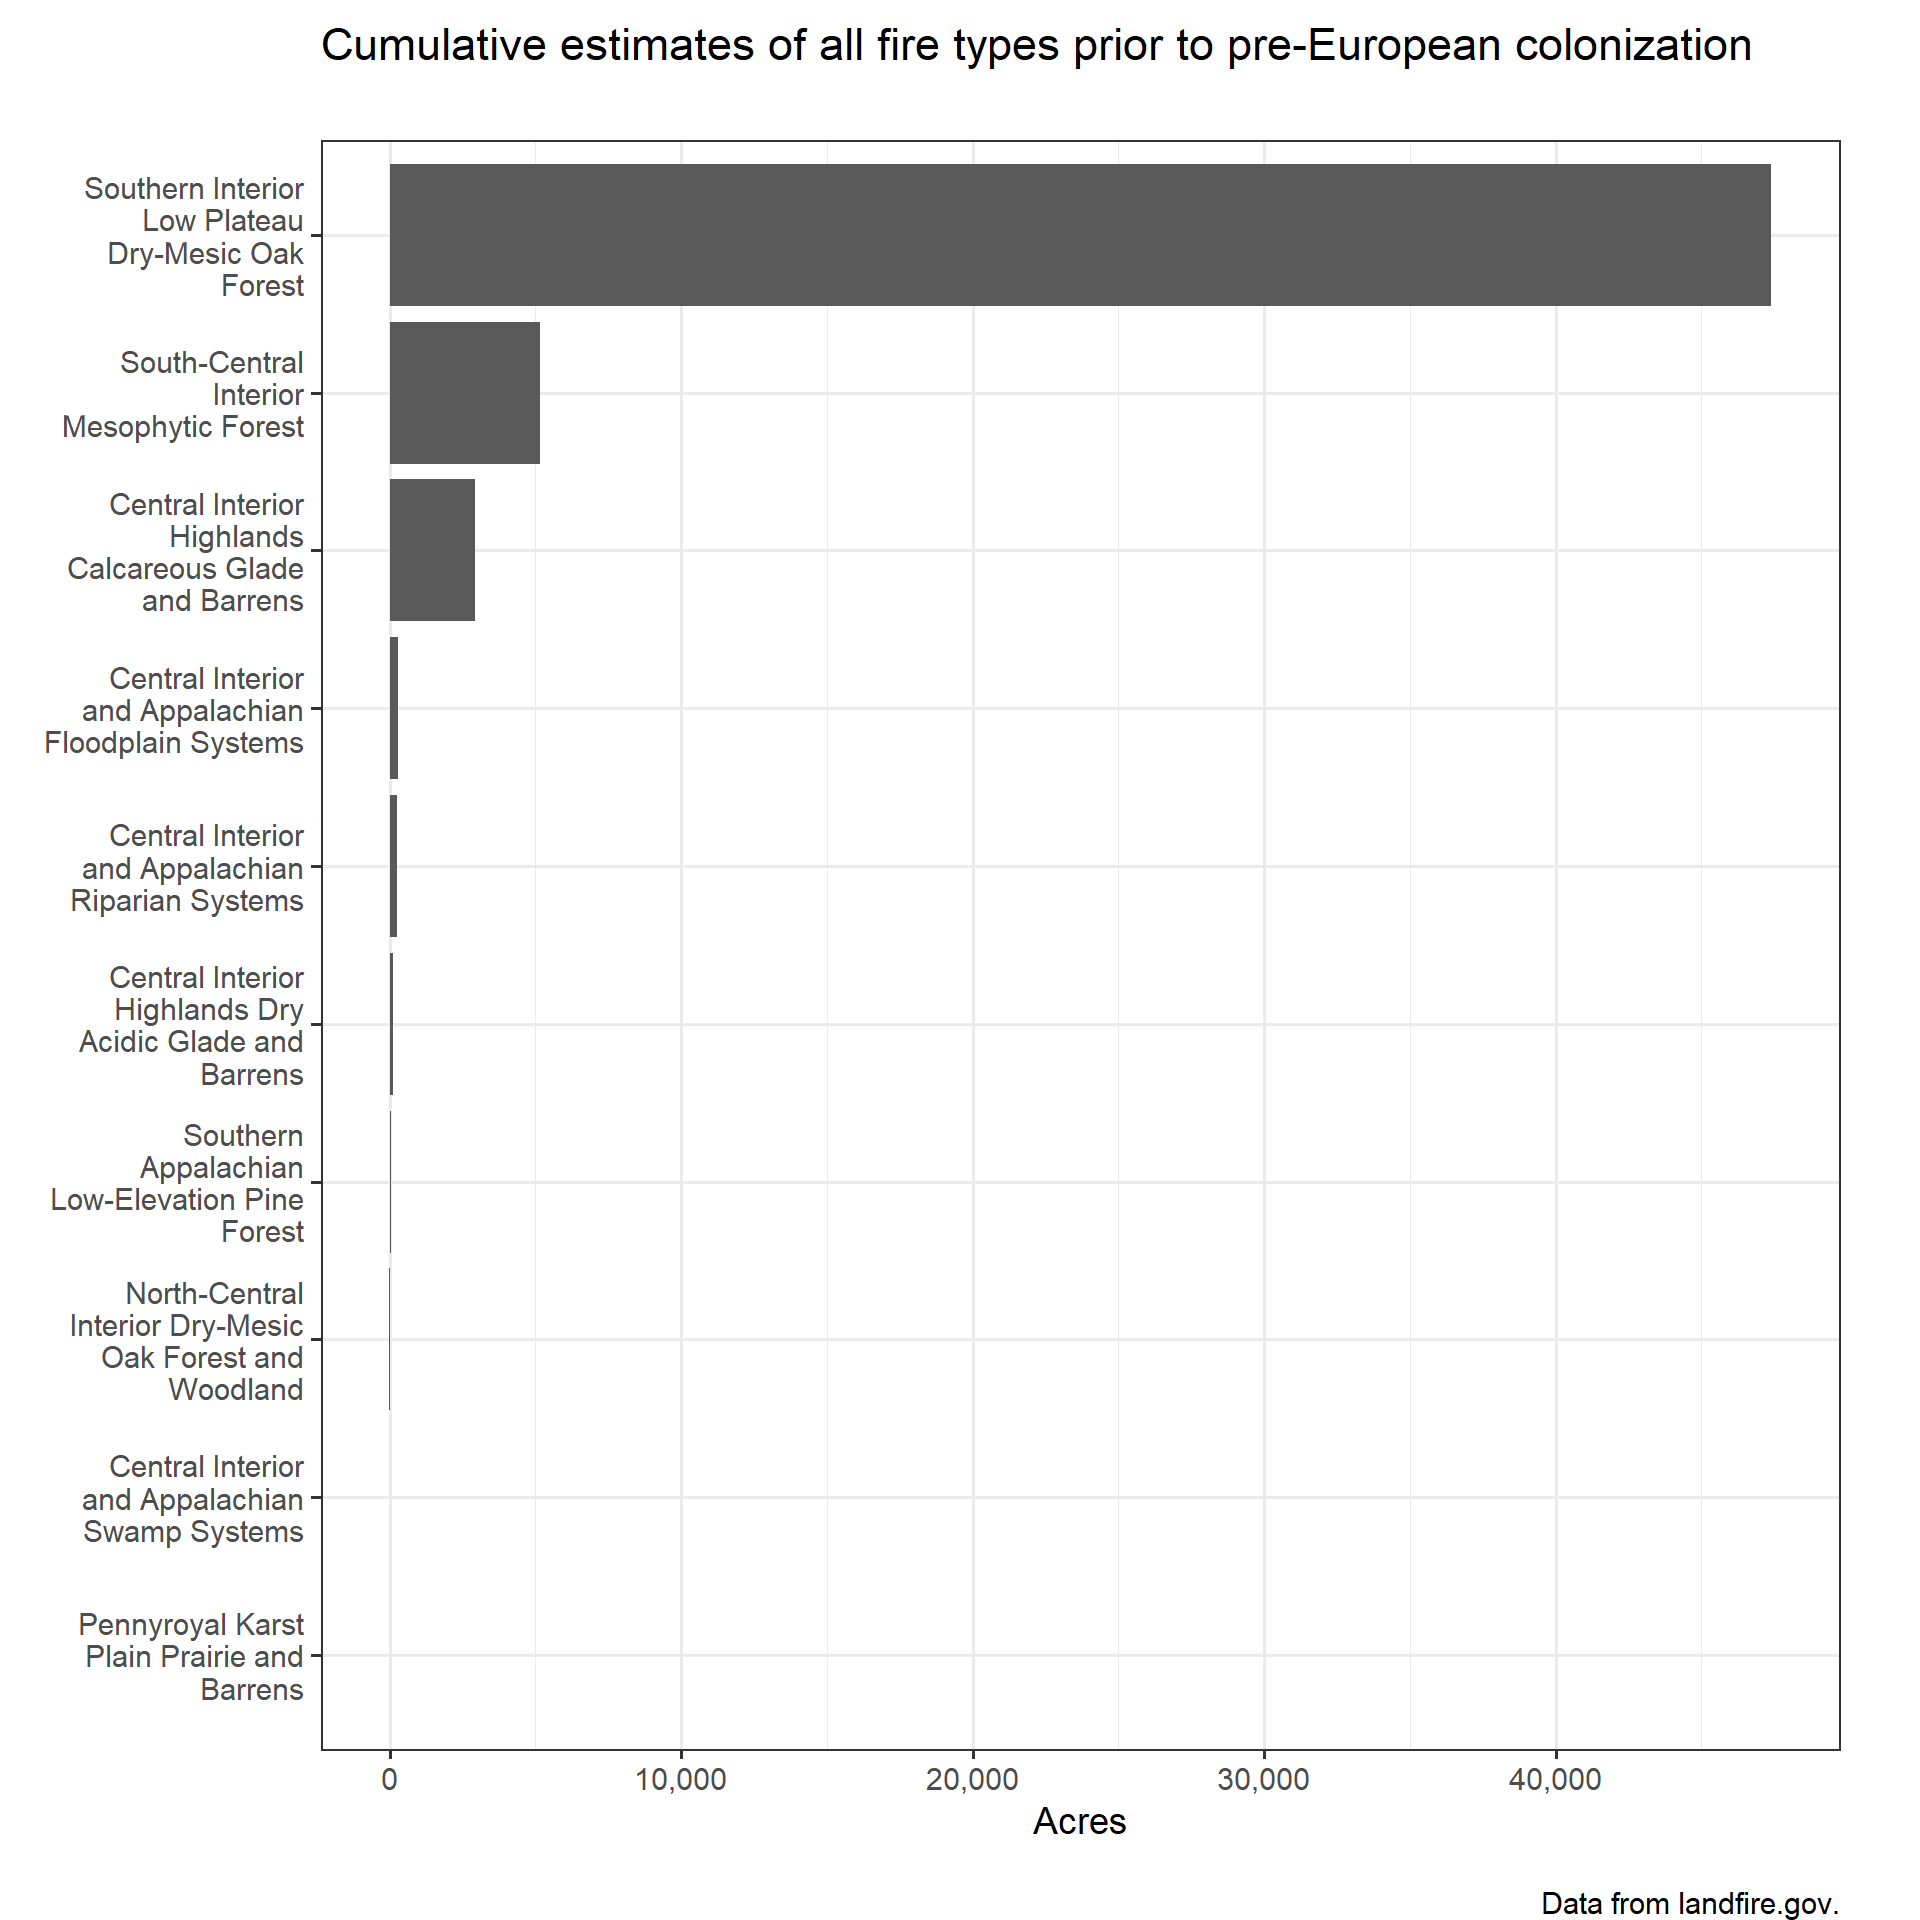 Cumulative estimates of all fire types prior to pre-European colonization
Southern Interior
Low Plateau
Dry-Mesic Oak
Forest
South-Central
Interior
Mesophytic Forest
Central Interior
Highlands
Calcareous Glade
and Barrens
Central Interior
and Appalachian
Floodplain Systems
Central Interior
and Appalachian
Riparian Systems
Central Interior
Highlands Dry
Acidic Glade and
Barrens
Southern
Appalachian
Low-Elevation Pine
Forest
North-Central
Interior Dry-Mesic
Oak Forest and
Woodland
Central Interior
and Appalachian
Swamp Systems
Pennyroyal Karst
Plain Prairie and
Barrens
0 10,000 20,000 30,000 40,000
Acres
Data from landfire.gov.